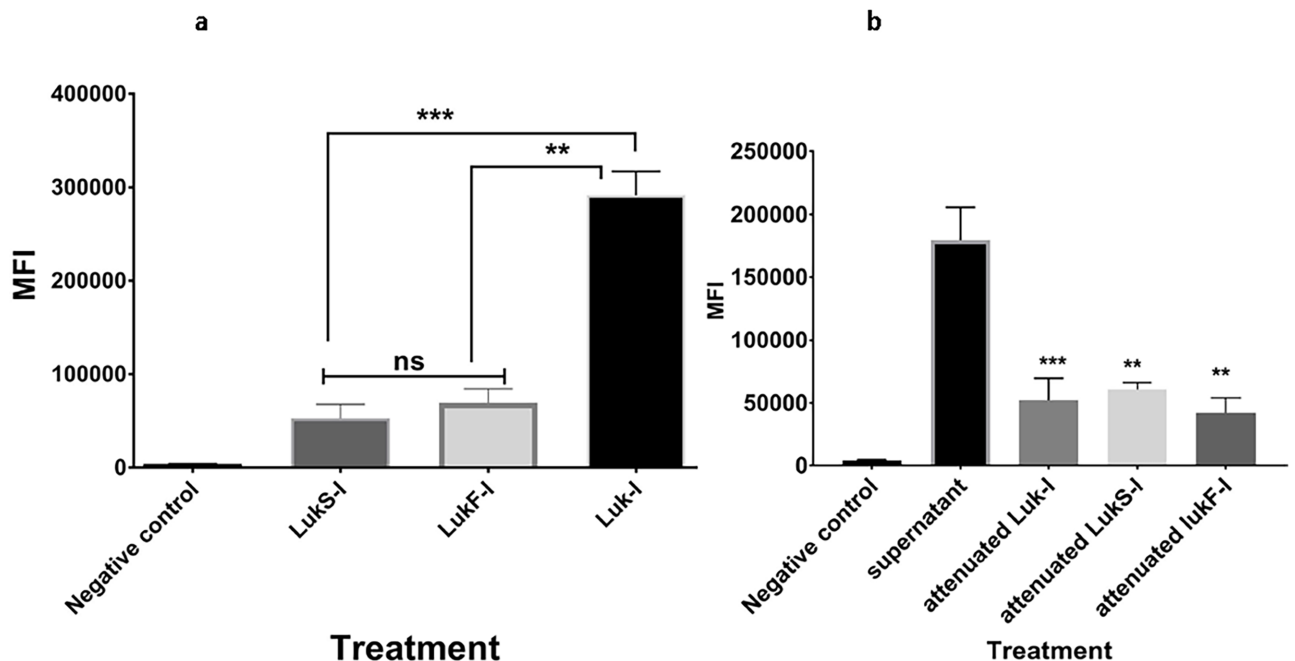 a
400000
300000
200000
100000
0
MFI
***
**
ns
Negative control
LukS-I
LukF-I
Luk-I
Treatment
b
250000
200000
150000
100000
50000
0
MFI
***
**
**
Negative control
supernatant
attenuated Luk-I
attenuated LukS-I
attenuated lukF-I
Treatment